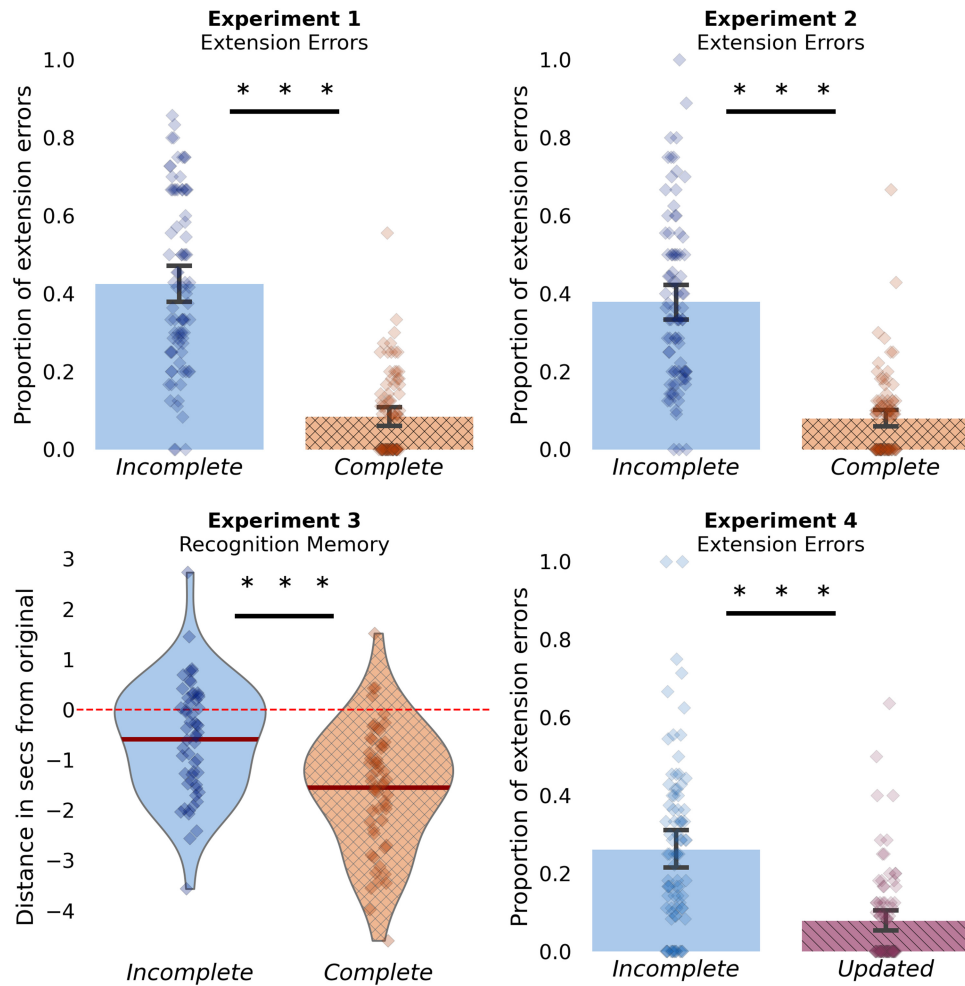 Experiment 1
Extension Errors
* * *
Proportion of extension errors
1.0
0.8
0.6
0.4
0.2
0.0
Incomplete
Complete
Experiment 2
Extension Errors
* * *
Proportion of extension errors
1.0
0.8
0.6
0.4
0.2
0.0
Incomplete
Complete
Experiment 3
Recognition Memory
* * *
Distance in secs from original
3
2
1
0
−1
−2
−3
−4
Incomplete
Complete
Experiment 4
Extension Errors
* * *
Proportion of extension errors
1.0
0.8
0.6
0.4
0.2
0.0
Incomplete
Updated